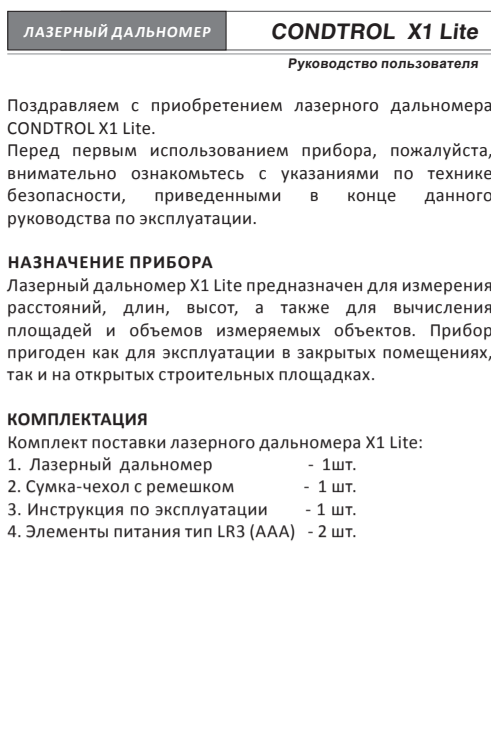 ЛАЗЕРНЫЙ ДАЛЬНОМЕР CONDTROL X1 Lite
Руководство пользователя
Поздравляем с приобретением лазерного дальномера
CONDTROL X1 Lite.
Перед первым использованием прибора, пожалуйста,
внимательно ознакомьтесь с указаниями по технике
безопасности, приведенными в конце данного
руководства по эксплуатации.
НАЗНАЧЕНИЕ ПРИБОРА
Лазерный дальномер X1 Lite предназначен для измерения
расстояний, длин, высот, а также для вычисления
площадей и объемов измеряемых объектов. Прибор
пригоден как для эксплуатации в закрытых помещениях,
так и на открытых строительных площадках.
КОМПЛЕКТАЦИЯ
Комплект поставки лазерного дальномера X1 Lite:
1. Лазерный дальномер - 1шт.
2. Сумка-чехол с ремешком - 1 шт.
3. Инструкция по эксплуатации - 1 шт.
4. Элементы питания тип LR3 (AAA) - 2 шт.